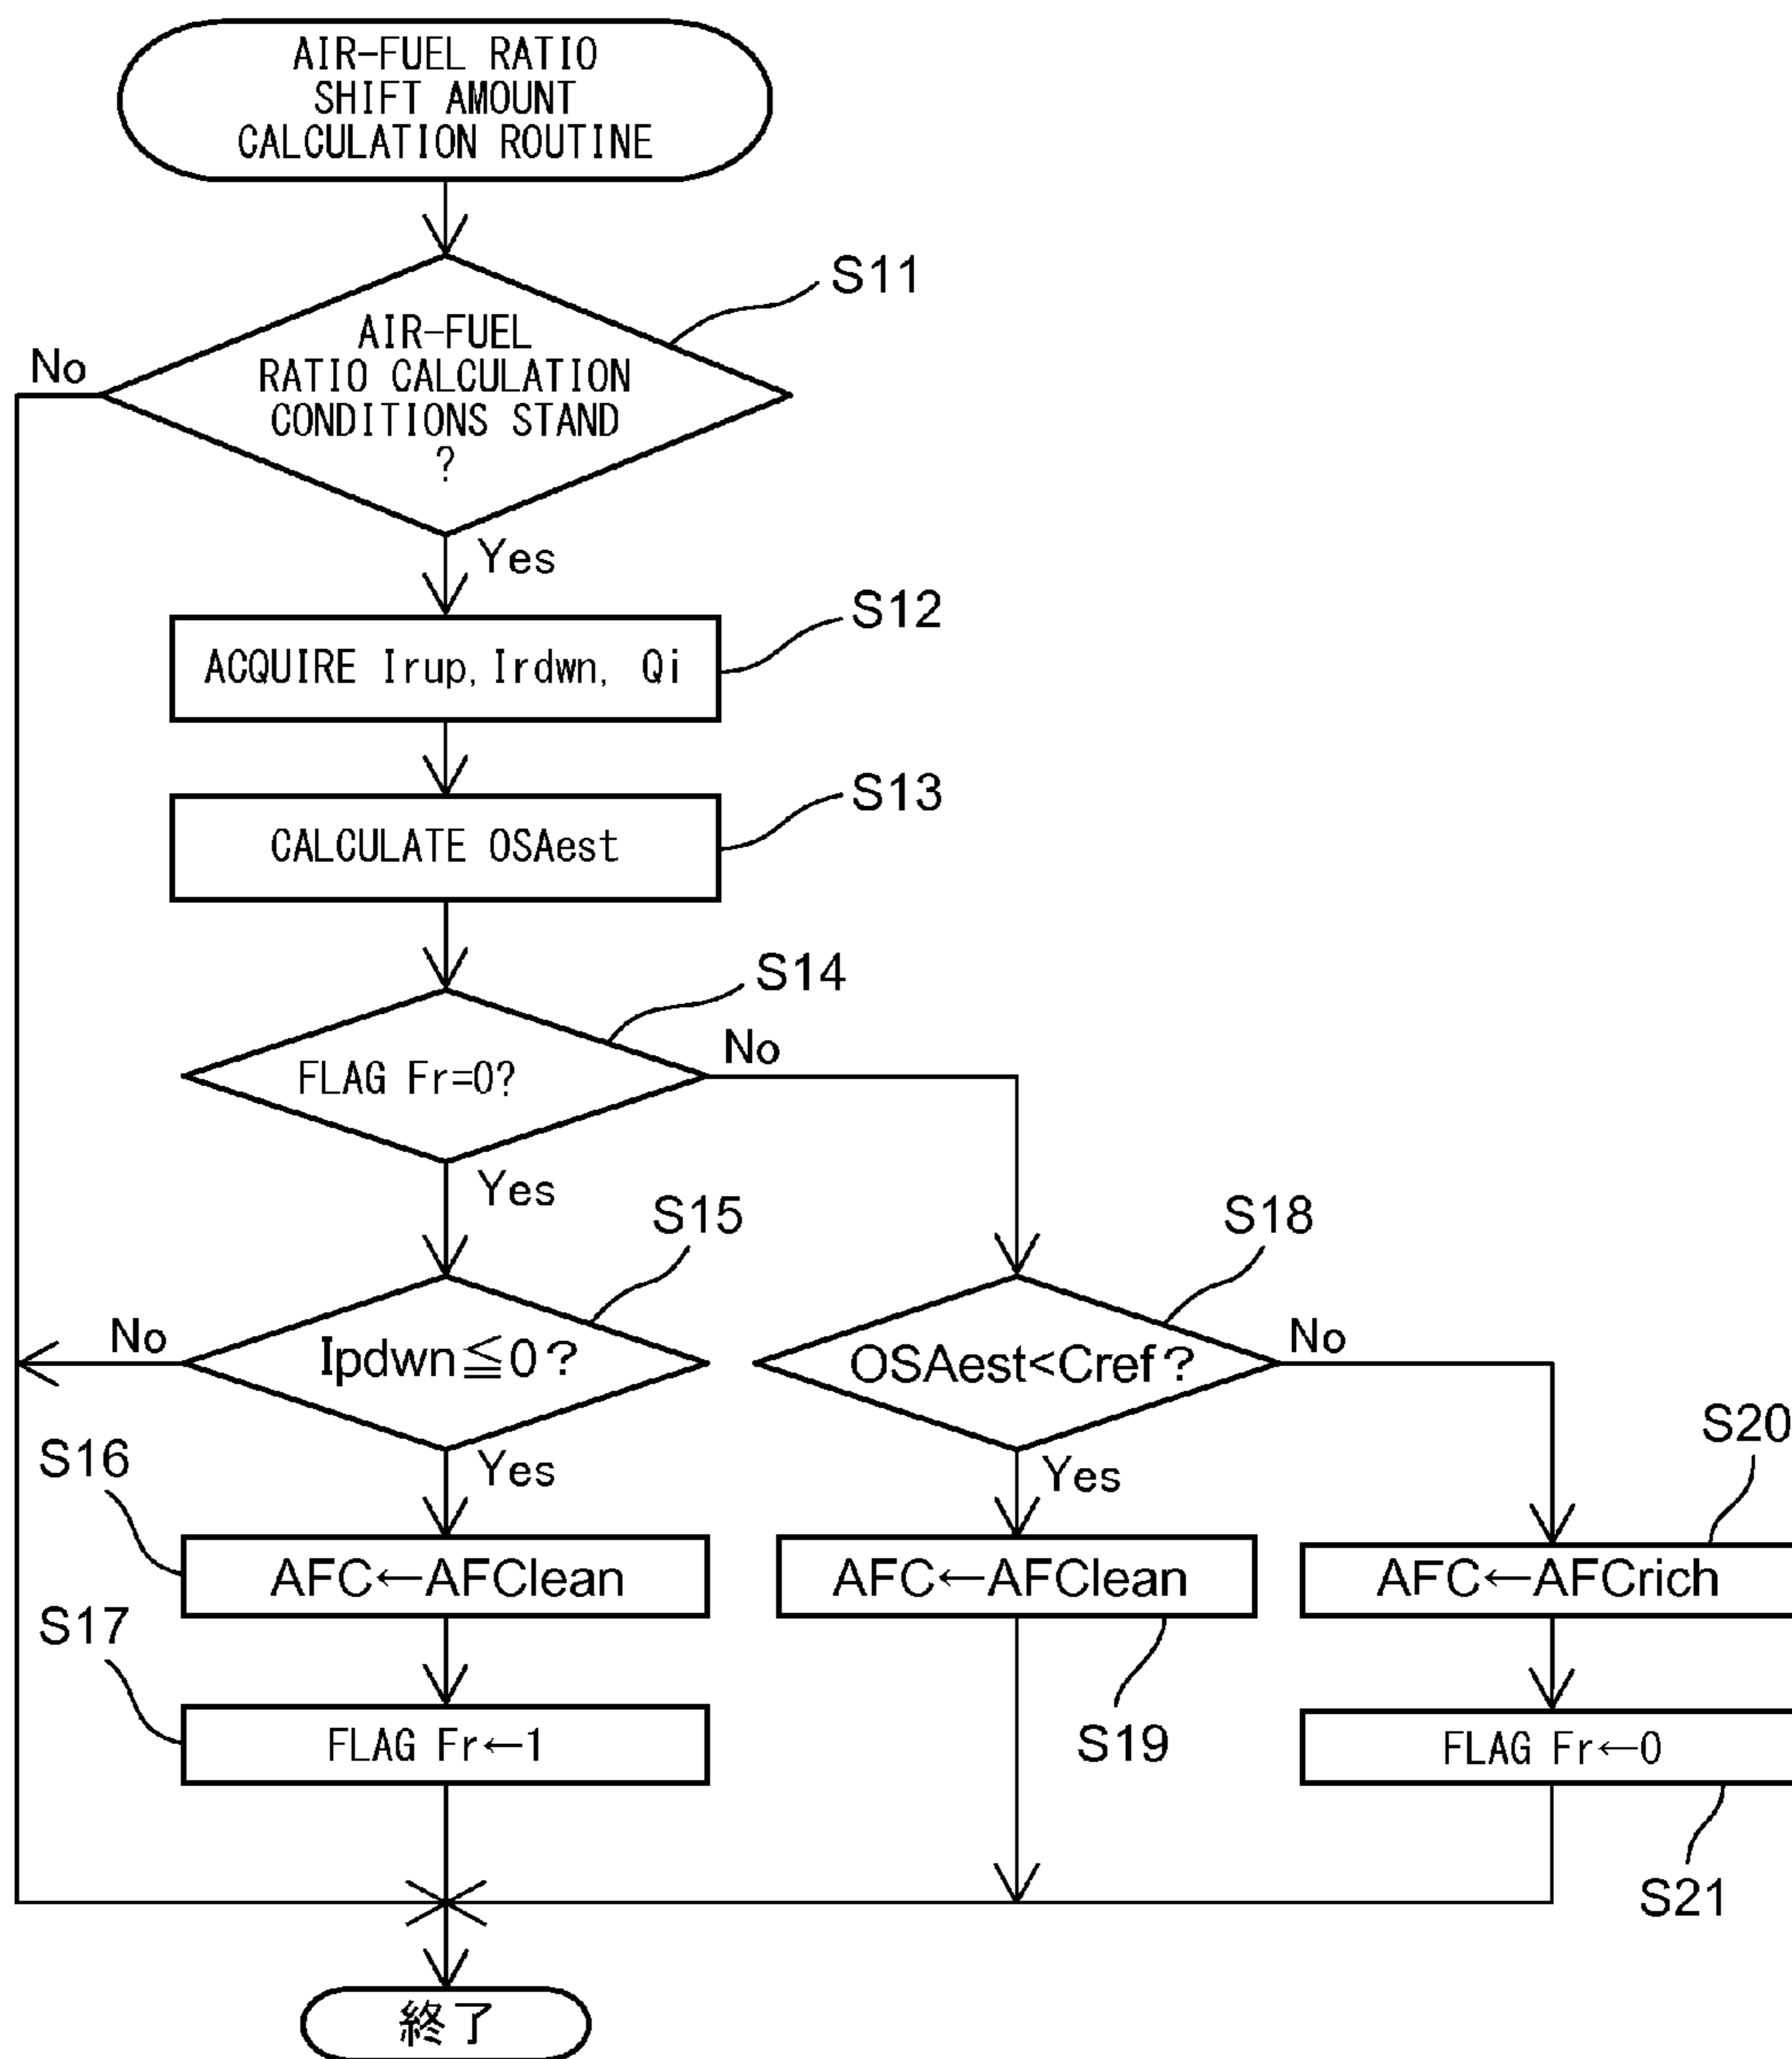 AIR-FUEL RATIO
SHIFT AMOUNT
CALCULATION ROUTINE
S11
AIR-FUEL
RATIO CALCULATION
CONDITIONS STAND
?
No
Yes
S12
ACQUIRE Irup, Irdwn, Qi
S13
CALCULATE OSAest
S14
FLAG Fr=0?
No
Yes
S15
Ipdwn≦0?
No
Yes
S18
OSAest<Cref?
No
Yes
S16
AFC←AFClean
S17
FLAG Fr←1
AFC←AFClean
S19
S20
AFC←AFCrich
FLAG Fr←0
S21
終了